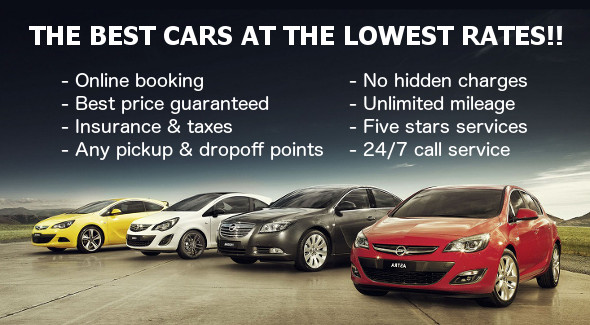 THE BEST CARS AT THE LOWEST RATES!!
- Online booking
- Best price guaranteed
- Insurance & taxes
- Any pickup & dropoff points
- No hidden charges
- Unlimited mileage
- Five stars services
- 24/7 call service
ASTRA